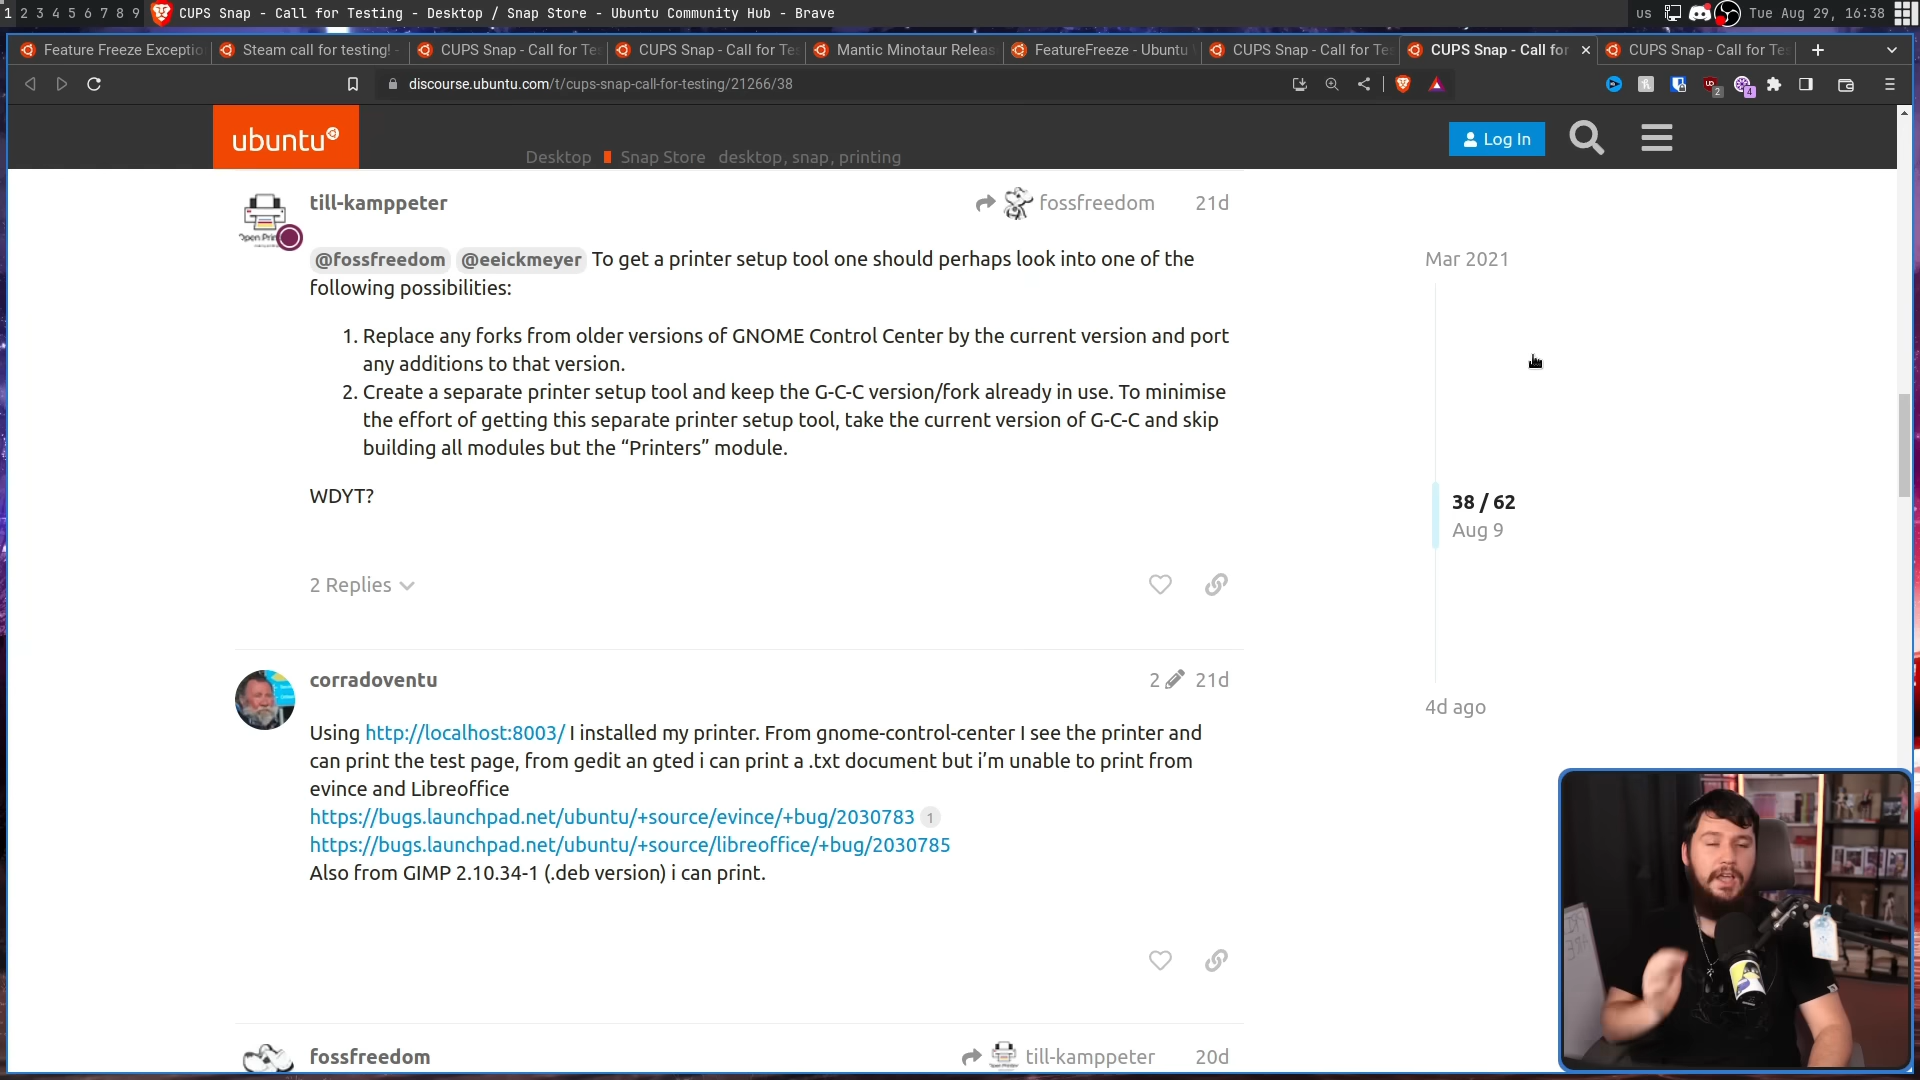 1 2 3 4 5 6 7 8 9 CUPS Snap - Call for Testing - Desktop / Snap Store - Ubuntu Community Hub - Brave us Tue Aug 29, 16:38
Feature Freeze Exceptio Steam call for testing! - CUPS Snap - Call for Tes CUPS Snap - Call for Tes Mantic Minotaur Releas FeatureFreeze - Ubuntu CUPS Snap - Call for Tes CUPS Snap - Call for CUPS Snap - Call for Tes
discourse.ubuntu.com/t/cups-snap-call-for-testing/21266/38 2 4
ubuntu Log In
Desktop Snap Store desktop, snap, printing
till-kamppeter fossfreedom 21d
@fossfreedom @eeickmeyer To get a printer setup tool one should perhaps look into one of the
following possibilities:
1. Replace any forks from older versions of GNOME Control Center by the current version and port
any additions to that version.
2. Create a separate printer setup tool and keep the G-C-C version/fork already in use. To minimise
the effort of getting this separate printer setup tool, take the current version of G-C-C and skip
building all modules but the “Printers” module.
WDYT?
2 Replies
Mar 2021
38 / 62
Aug 9
4d ago
corradoventu 2 21d
Using http://localhost:8003/ I installed my printer. From gnome-control-center I see the printer and
can print the test page, from gedit an gted i can print a .txt document but i’m unable to print from
evince and Libreoffice
https://bugs.launchpad.net/ubuntu/+source/evince/+bug/2030783 1
https://bugs.launchpad.net/ubuntu/+source/libreoffice/+bug/2030785
Also from GIMP 2.10.34-1 (.deb version) i can print.
fossfreedom till-kamppeter 20d